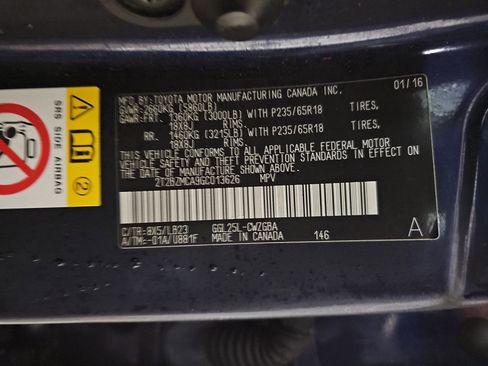 MFD. BY: TOYOTA MOTOR MANUFACTURING CANADA INC. 01/16
GVWR: 2660KG (5860LB)
GAWR: FRT. 1360KG (3000LB) WITH P235/65R18 TIRES,
18X8J RIMS,
RR. 1460KG (3215LB) WITH P235/65R18 TIRES,
18X8J RIMS.
THIS VEHICLE CONFORMS TO ALL APPLICABLE FEDERAL MOTOR
VEHICLE SAFETY AND THEFT PREVENTION STANDARDS IN
EFFECT ON THE DATE OF MANUFACTURE SHOWN ABOVE.
2T2BZMCA3GC013626 MPV
C/TR: 8X5/LB23 GGL25L-CWZGBA
A/TM: -01A/U881F MADE IN CANADA 146 A
SRS SIDE AIRBAG
2